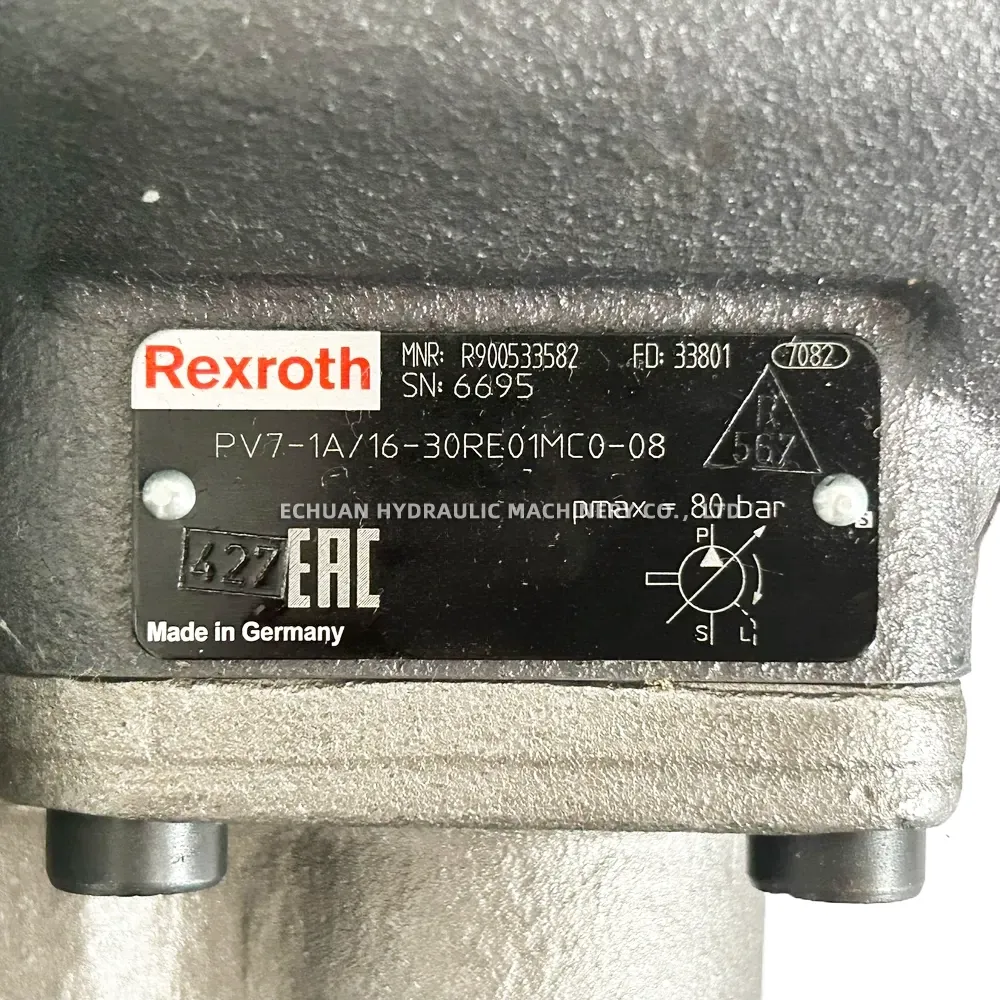 Rexroth
MNR: R900533582 FD: 33801 7082
SN: 6695
PV7-1A/16-30RE01MC0-08
567
ECHUAN HYDRAULIC MACHINERY CO., LTD
pmax = 80 bar
P
427 EAC
S L
Made in Germany